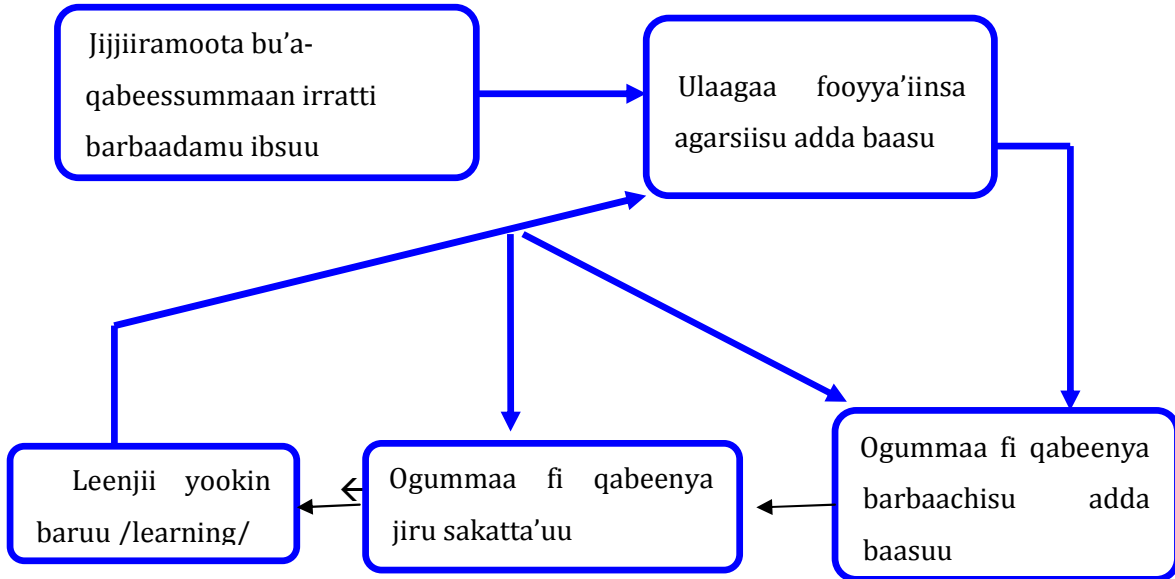 Jijjiiramoota bu’a-
qabeessummaan irratti
barbaadamu ibsuu
Ulaagaa fooyya’iinsa
agarsiisu adda baasu
Leenjii yookin
baruu /learning/
Ogummaa fi qabeenya
jiru sakatta’uu
Ogummaa fi qabeenya
barbaachisu adda
baasuu